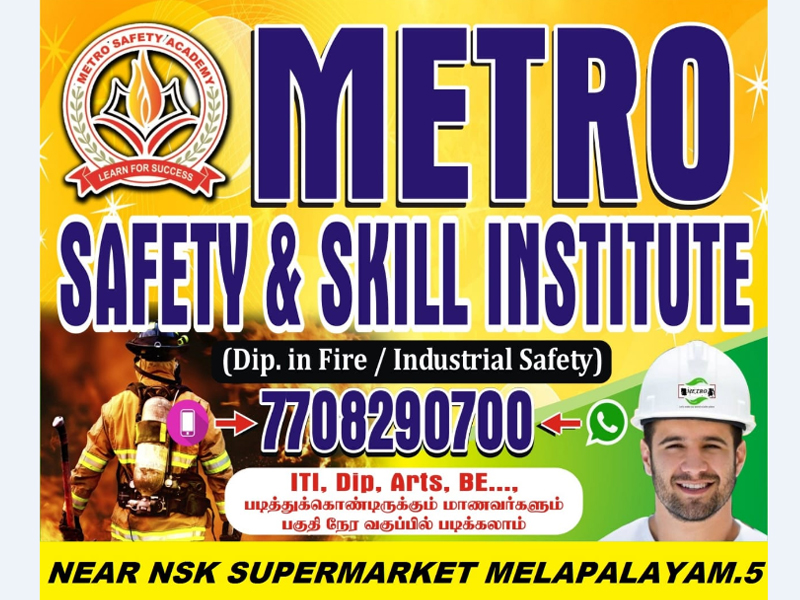 METRO SAFETY ACADEMY
LEARN FOR SUCCESS
METRO
SAFETY & SKILL INSTITUTE
(Dip. in Fire / Industrial Safety)
7708290700
METRO
ITI, Dip, Arts, BE...,
படித்துக்கொண்டிருக்கும் மாணவர்களும்
பகுதி நேர வகுப்பில் படிக்கலாம்
NEAR NSK SUPERMARKET MELAPALAYAM.5